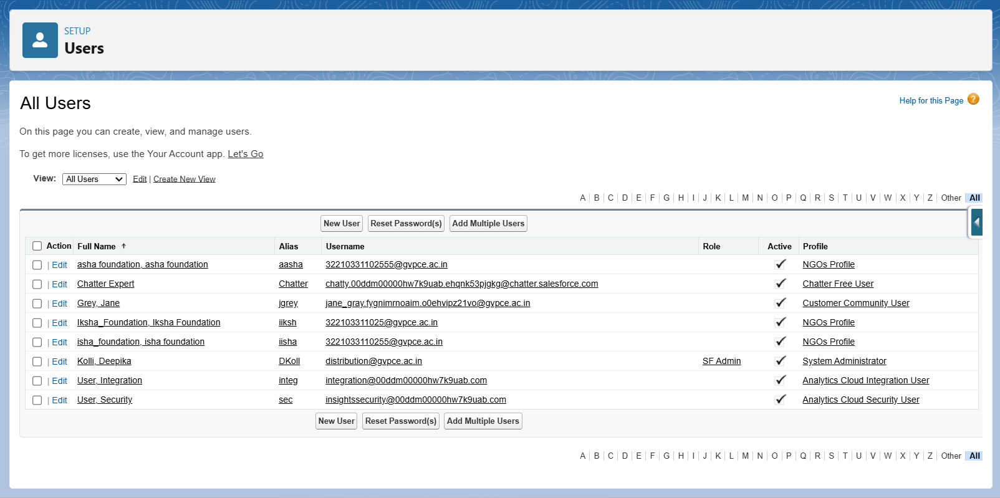 SETUP
Users
All Users
Help for this Page ?
On this page you can create, view, and manage users.
To get more licenses, use the Your Account app. Let's Go
View: All Users Edit | Create New View
A B C D E F G H I J K L M N O P Q R S T U V W X Y Z Other All
New User Reset Password(s) Add Multiple Users
Action Full Name ↑ Alias Username Role Active Profile
| Edit asha foundation, asha foundation aasha 32210331102555@gvpce.ac.in NGOs Profile
| Edit Chatter Expert Chatter chatty.00ddm00000hw7k9uab.ehqnk53pjgkg@chatter.salesforce.com Chatter Free User
| Edit Grey, Jane jgrey jane_gray.fygnimrnoaim.o0ehvipz21vo@gvpce.ac.in Customer Community User
| Edit Iksha_Foundation, Iksha Foundation iiksh 322103311025@gvpce.ac.in NGOs Profile
| Edit isha_foundation, isha foundation iisha 3221033110255@gvpce.ac.in NGOs Profile
| Edit Kolli, Deepika DKoll distribution@gvpce.ac.in SF Admin System Administrator
| Edit User, Integration integ integration@00ddm00000hw7k9uab.com Analytics Cloud Integration User
| Edit User, Security sec insightssecurity@00ddm00000hw7k9uab.com Analytics Cloud Security User
New User Reset Password(s) Add Multiple Users
A B C D E F G H I J K L M N O P Q R S T U V W X Y Z Other All